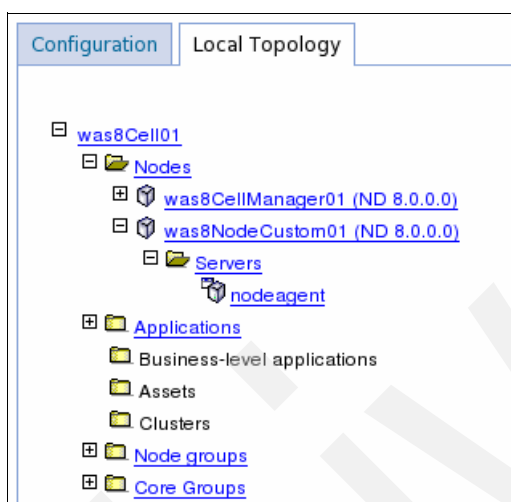 Configuration Local Topology
was8Cell01
Nodes
was8CellManager01 (ND 8.0.0.0)
was8NodeCustom01 (ND 8.0.0.0)
Servers
nodeagent
Applications
Business-level applications
Assets
Clusters
Node groups
Core Groups